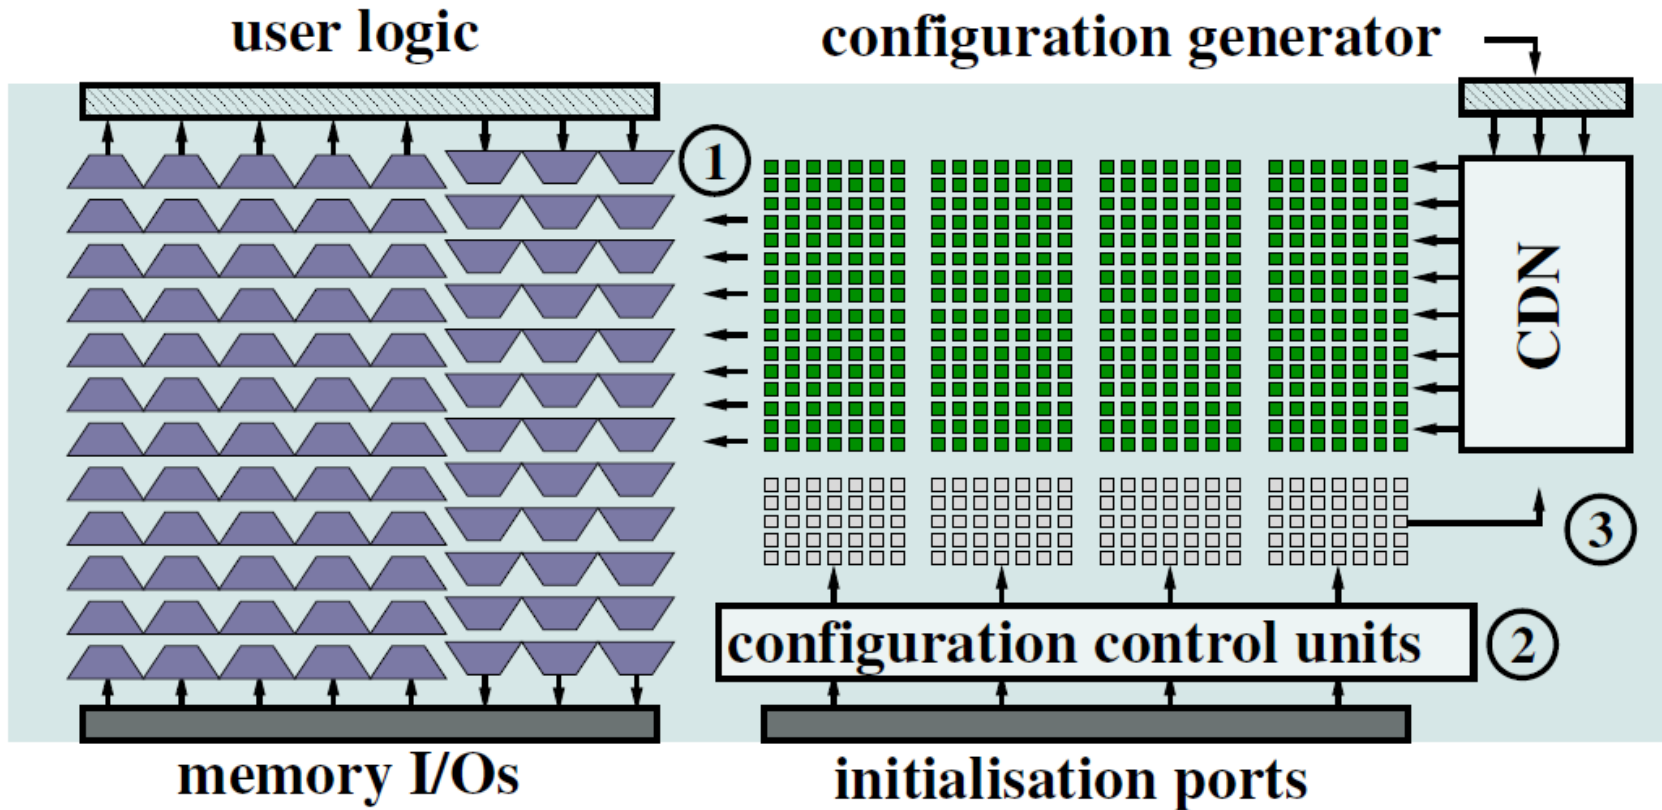 user logic
configuration generator
1
CDN
3
configuration control units
2
memory I/Os
initialisation ports